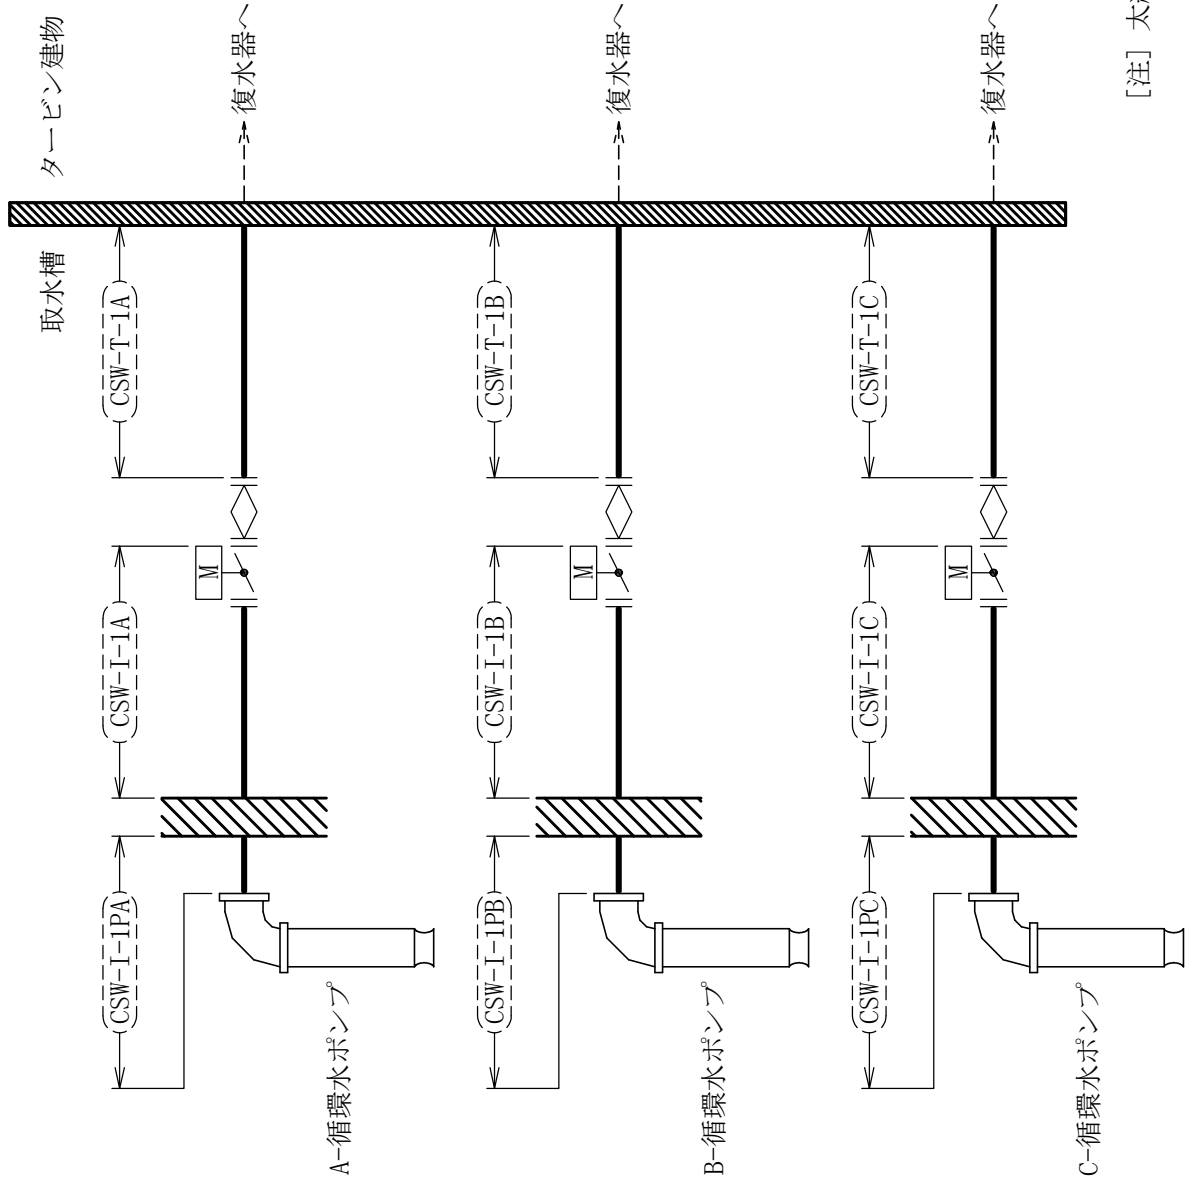 取水槽
タービン建物
CSW-I-1PA
CSW-I-1A
CSW-T-1A
M
復水器へ
A-循環水ポンプ
CSW-I-1PB
CSW-I-1B
CSW-T-1B
M
復水器へ
B-循環水ポンプ
CSW-I-1PC
CSW-I-1C
CSW-T-1C
M
復水器へ
C-循環水ポンプ
[注] 太